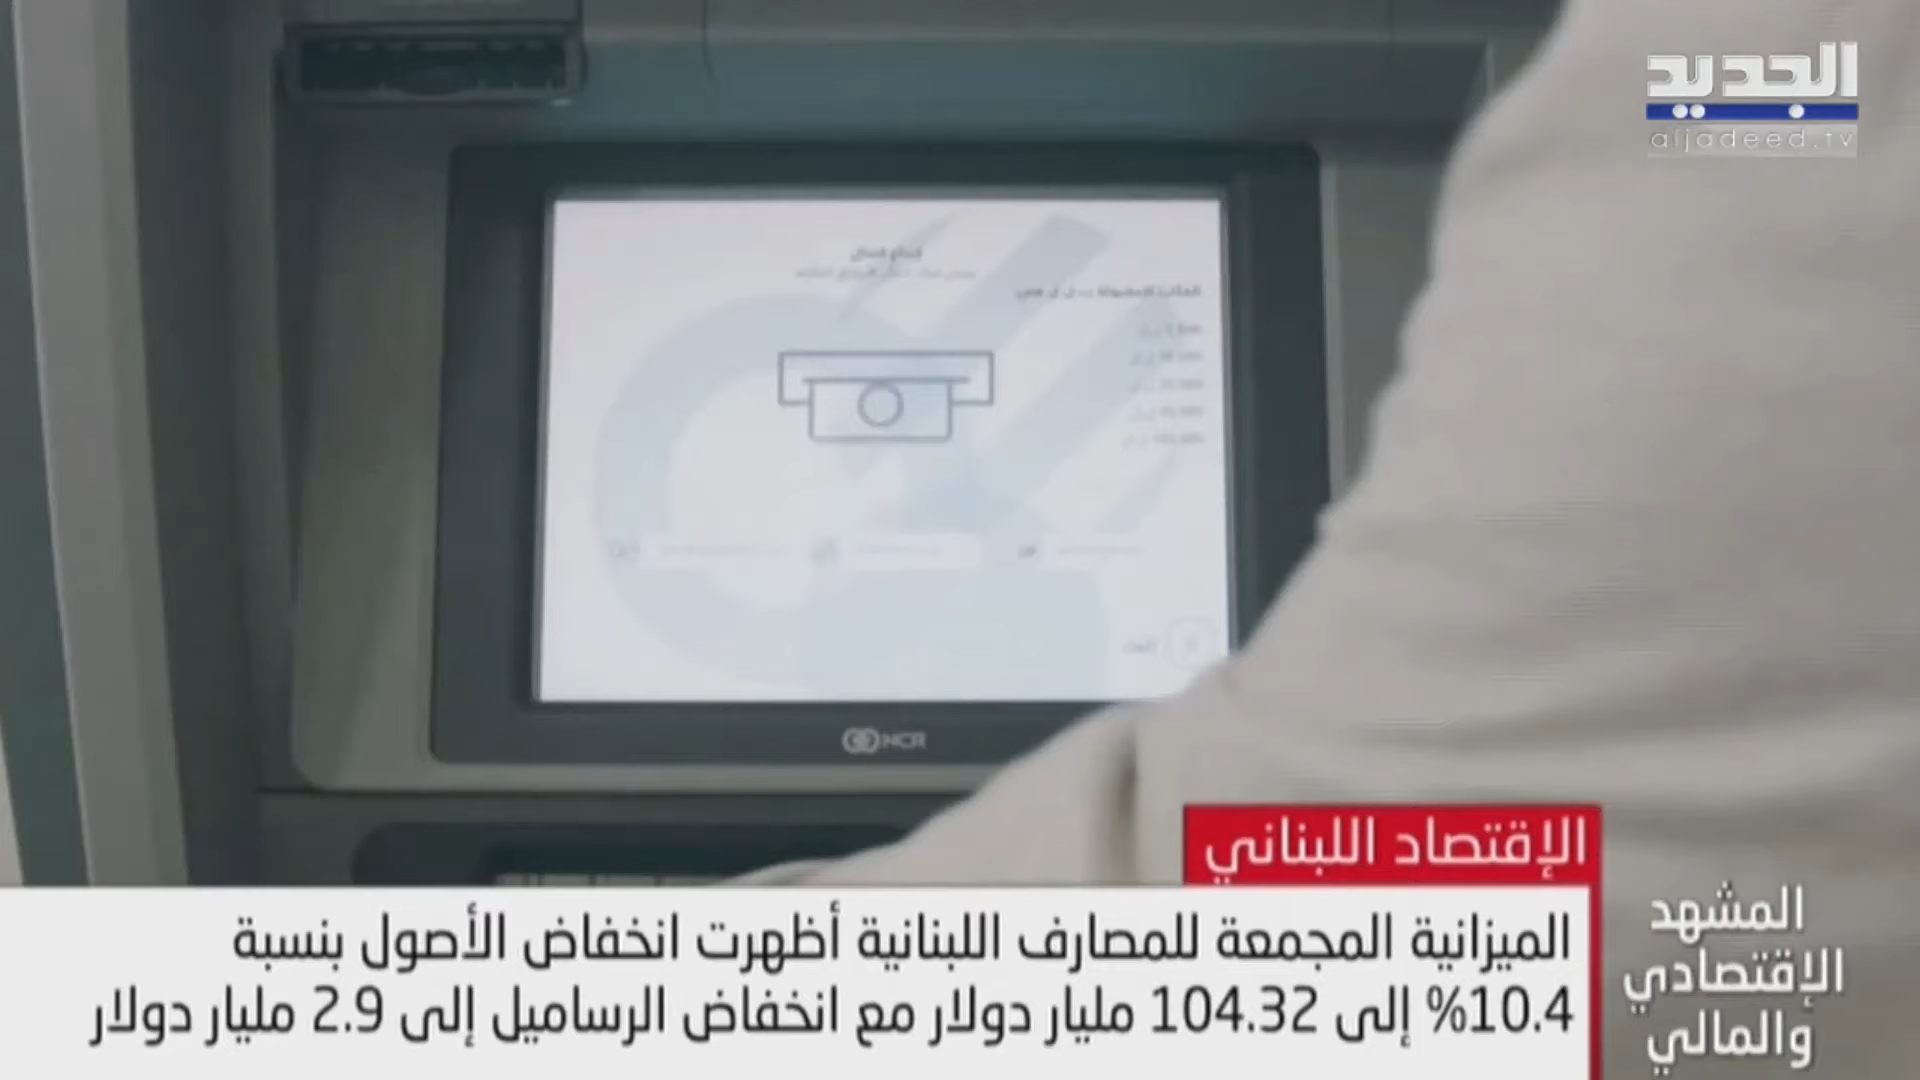 الجديد
aljadeed.tv
NCR
الإقتصاد اللبناني
الميزانية المجمعة للمصارف اللبنانية أظهرت انخفاض الأصول بنسبة
10.4% إلى 104.32 مليار دولار مع انخفاض الرساميل إلى 2.9 مليار دولار
المشهد
الإقتصادي
والمالي